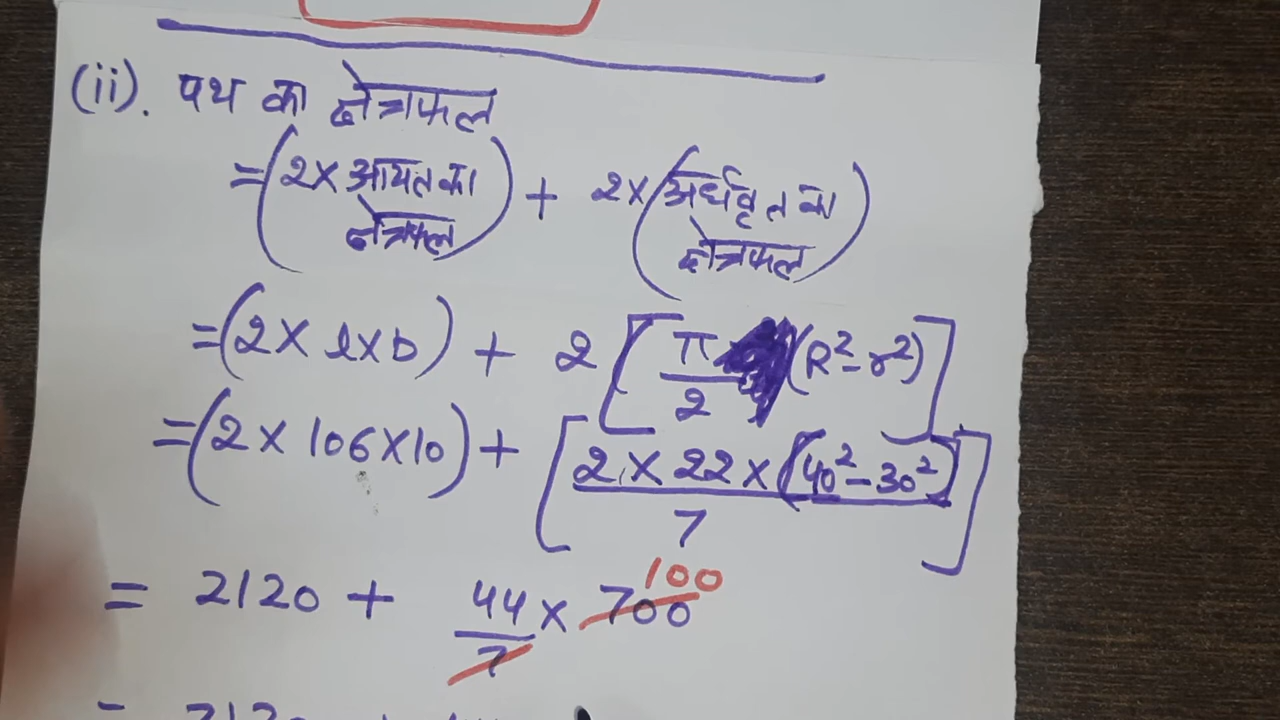 (ii). पथ का क्षेत्रफल
= (2 × आयत का क्षेत्रफल) + 2 × (अर्धवृत का क्षेत्रफल)
= (2 × l × b) + 2 [π/2 (R² - r²)]
= (2 × 106 × 10) + [2 × 22 × (40² - 30²) / 7]
= 2120 + 44/7 × 700 100